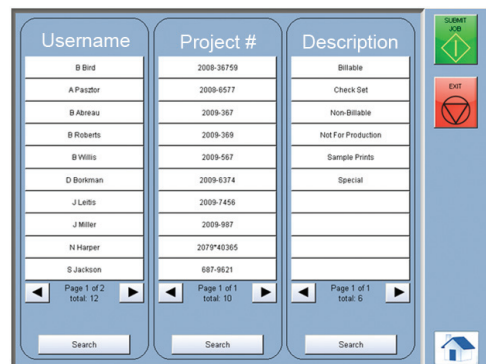 Username
B Bird
A Pasztor
B Abreau
B Roberts
B Willis
D Borkman
J Leitis
J Miller
N Harper
S Jackson
Page 1 of 2
total: 12
Search
Project #
2008-36759
2008-6577
2009-367
2009-369
2009-567
2009-6374
2009-7456
2009-987
2079*40365
687-9621
Page 1 of 1
total: 10
Search
Description
Billable
Check Set
Non-Billable
Not For Production
Sample Prints
Special
Page 1 of 1
total: 6
Search
SUBMIT
JOB
EXIT